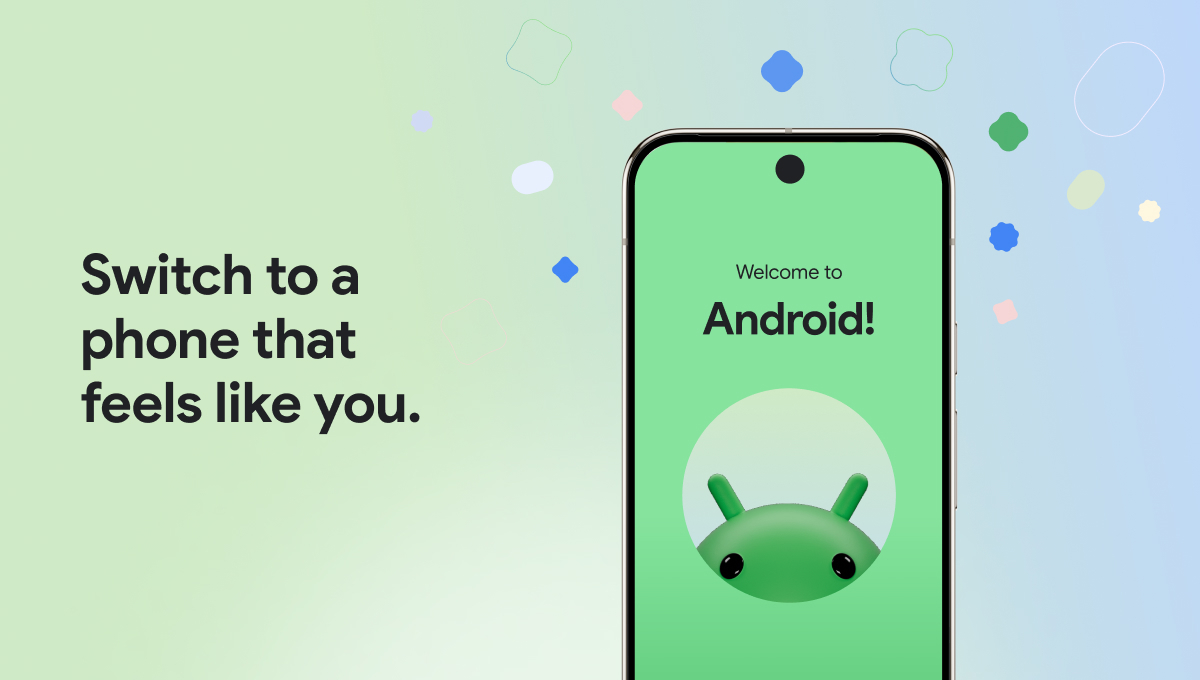 Switch to a
phone that
feels like you.
Welcome to
Android!